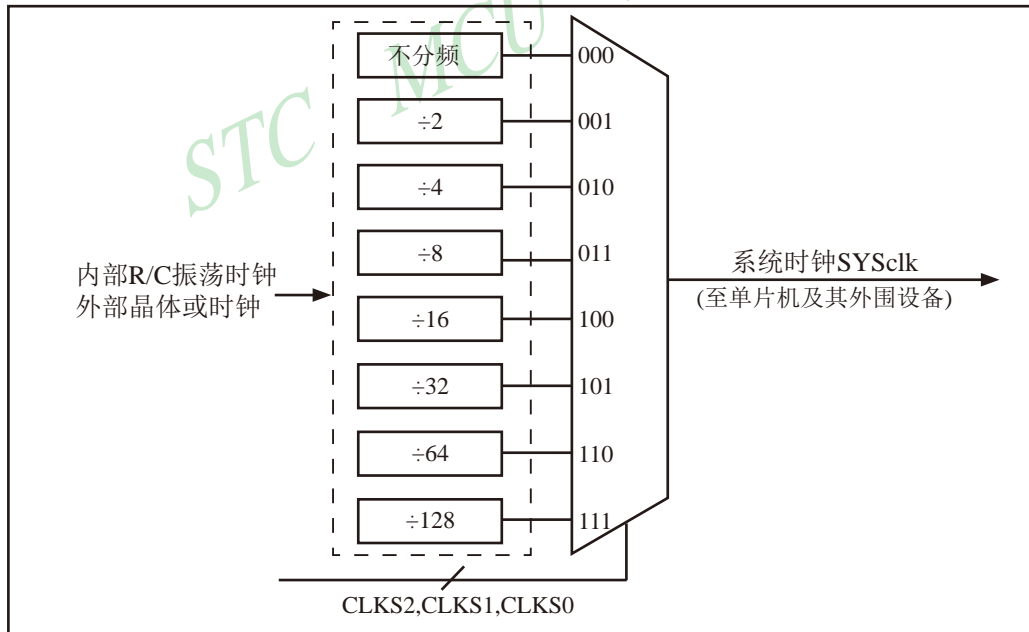 STC MCU
不分频
000
÷2
001
÷4
010
÷8
011
内部R/C振荡时钟
外部晶体或时钟
系统时钟SYSclk
(至单片机及其外围设备)
÷16
100
÷32
101
÷64
110
÷128
111
CLKS2,CLKS1,CLKS0